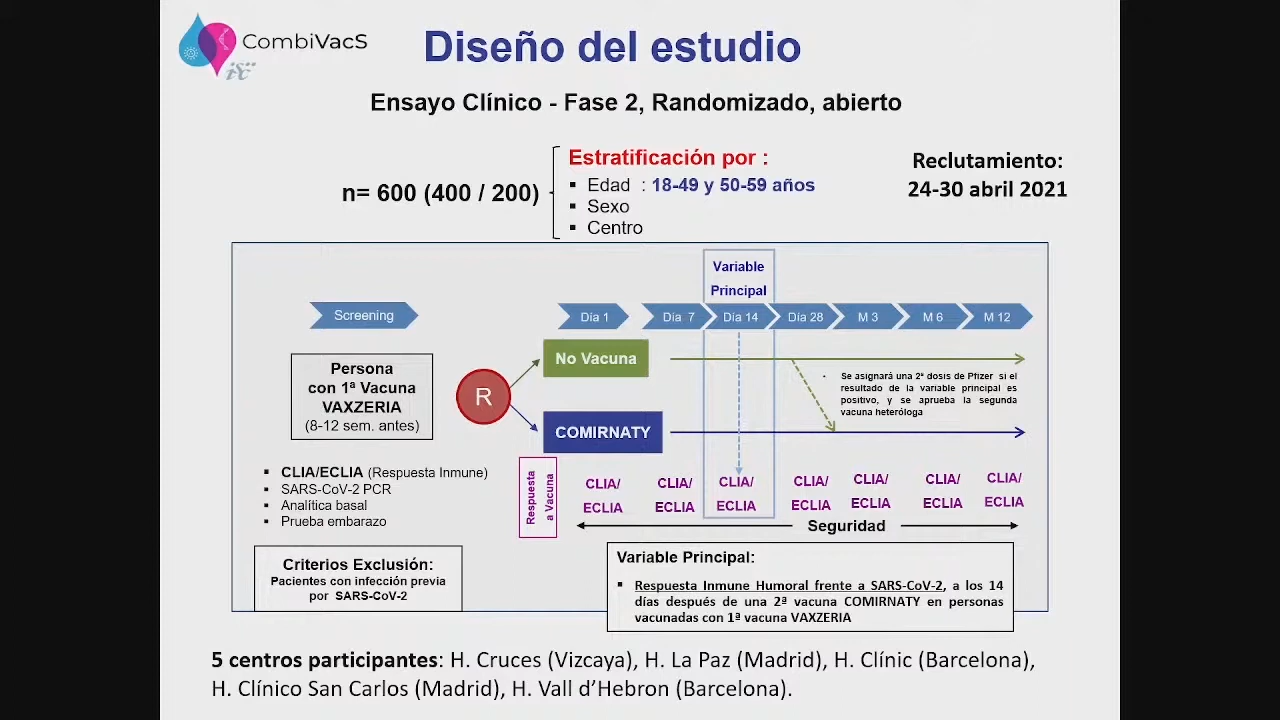 CombiVacS
isc
Diseño del estudio
Ensayo Clínico - Fase 2, Randomizado, abierto
n= 600 (400 / 200)
Estratificación por :
▪ Edad : 18-49 y 50-59 años
▪ Sexo
▪ Centro
Reclutamiento:
24-30 abril 2021
Variable
Principal
Screening
Día 1
Día 7
Día 14
Día 28
M 3
M 6
M 12
Persona
con 1ª Vacuna
VAXZERIA
(8-12 sem. antes)
R
No Vacuna
COMIRNATY
· Se asignará una 2ª dosis de Pfizer si el
resultado de la variable principal es
positivo, y se aprueba la segunda
vacuna heteróloga
▪ CLIA/ECLIA (Respuesta Inmune)
▪ SARS-CoV-2 PCR
▪ Analítica basal
▪ Prueba embarazo
Respuesta
a Vacuna
CLIA/
ECLIA
CLIA/
ECLIA
CLIA/
ECLIA
CLIA/
ECLIA
CLIA/
ECLIA
CLIA/
ECLIA
CLIA/
ECLIA
Seguridad
Criterios Exclusión:
Pacientes con infección previa
por SARS-CoV-2
Variable Principal:
▪ Respuesta Inmune Humoral frente a SARS-CoV-2, a los 14
días después de una 2ª vacuna COMIRNATY en personas
vacunadas con 1ª vacuna VAXZERIA
5 centros participantes: H. Cruces (Vizcaya), H. La Paz (Madrid), H. Clínic (Barcelona),
H. Clínico San Carlos (Madrid), H. Vall d’Hebron (Barcelona).